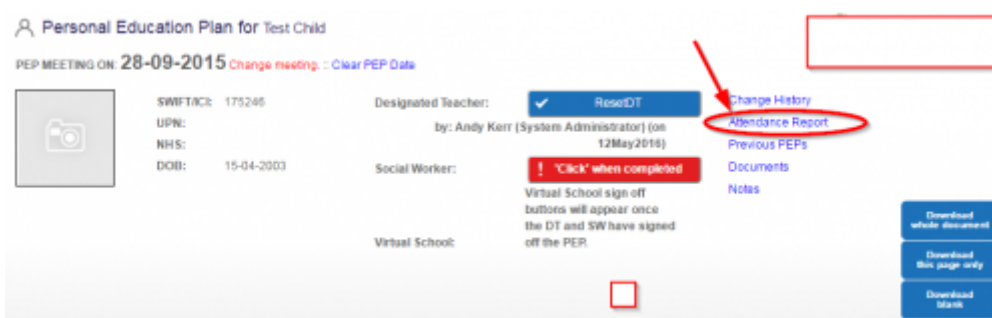 Personal Education Plan for Test Child
PEP MEETING ON: 28-09-2015 Change meeting. :: Clear PEP Date
SWIFT/ICI: 175246
UPN:
NHS:
DOB: 15-04-2003
Designated Teacher: ResetDT
by: Andy Kerr (System Administrator) (on
12May2016)
Social Worker: ! 'Click' when completed
Virtual School sign off
buttons will appear once
the DT and SW have signed
off the PEP.
Virtual School:
Change History
Attendance Report
Previous PEPs
Documents
Notes
Download
whole document
Download
this page only
Download
blank